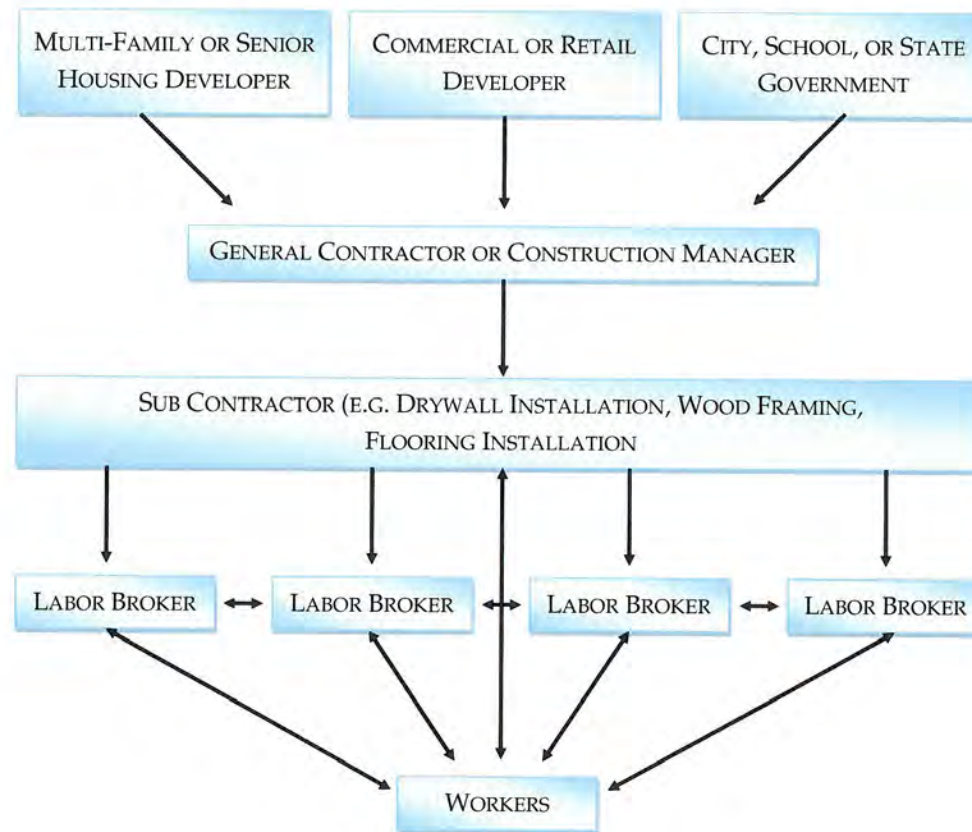 MULTI-FAMILY OR SENIOR
HOUSING DEVELOPER
COMMERCIAL OR RETAIL
DEVELOPER
CITY, SCHOOL, OR STATE
GOVERNMENT
GENERAL CONTRACTOR OR CONSTRUCTION MANAGER
SUB CONTRACTOR (E.G. DRYWALL INSTALLATION, WOOD FRAMING,
FLOORING INSTALLATION
LABOR BROKER
LABOR BROKER
LABOR BROKER
LABOR BROKER
WORKERS